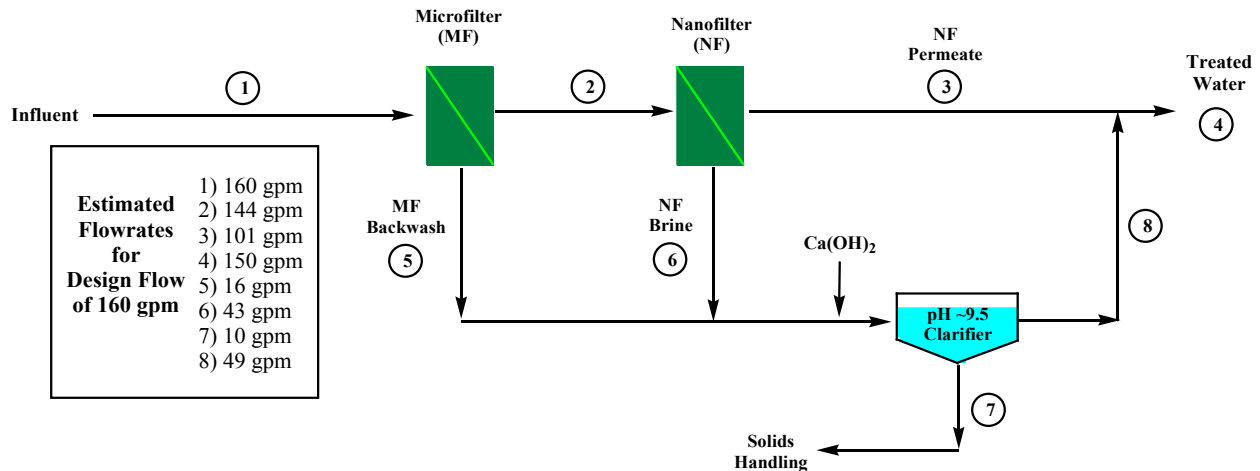 Microfilter
(MF)
Nanofilter
(NF)
NF
Permeate
Treated
Water
1
2
3
4
Influent
Estimated
Flowrates
for
Design Flow
of 160 gpm
1) 160 gpm
2) 144 gpm
3) 101 gpm
4) 150 gpm
5) 16 gpm
6) 43 gpm
7) 10 gpm
8) 49 gpm
MF
Backwash
5
NF
Brine
6
Ca(OH)2
8
pH ~9.5
Clarifier
7
Solids
Handling